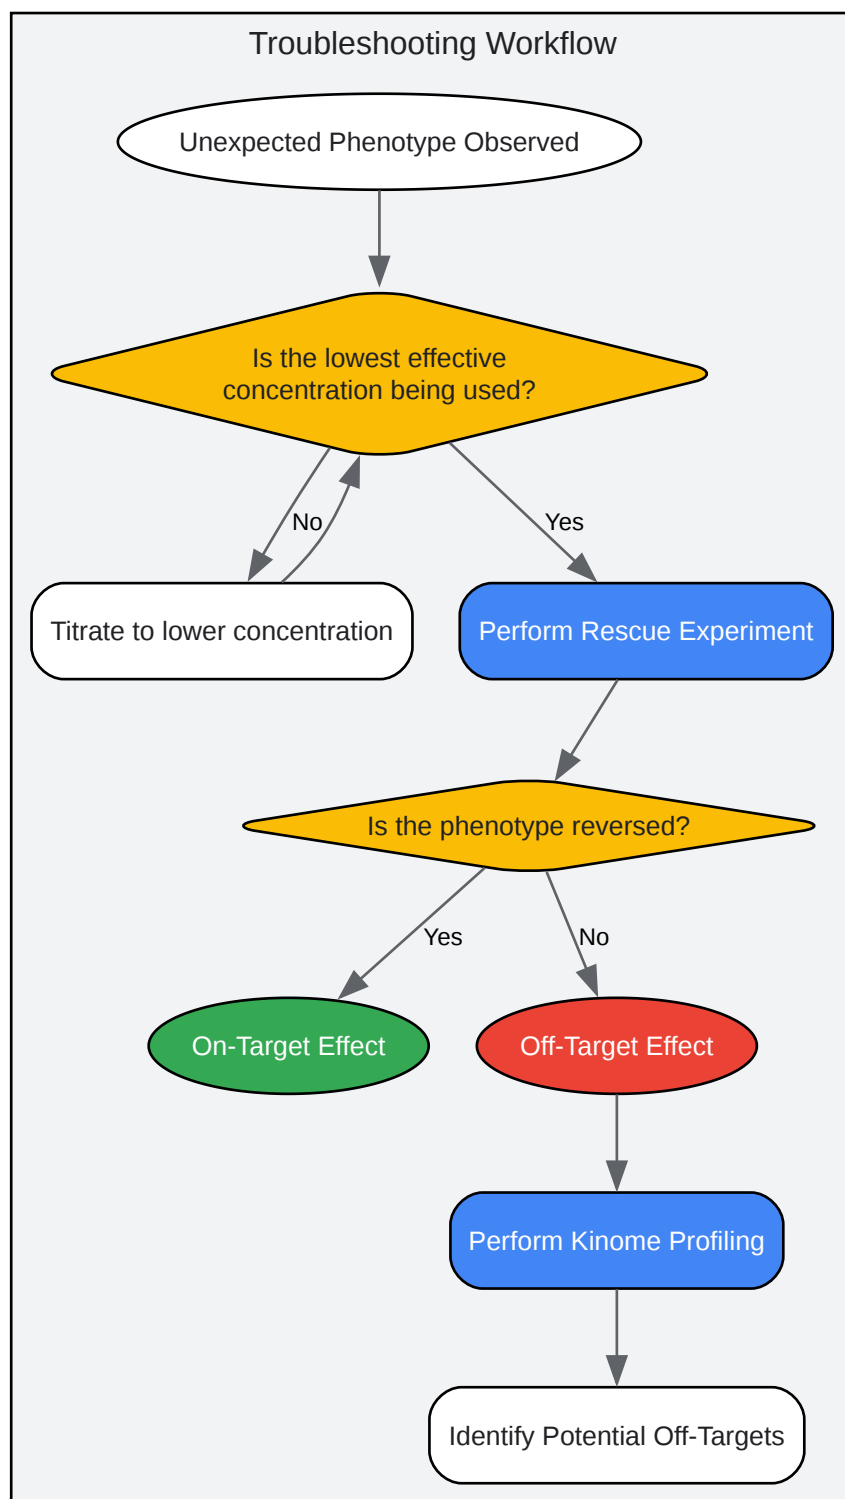 Troubleshooting Workflow
Unexpected Phenotype Observed
Is the lowest effective
concentration being used?
No
Yes
Titrate to lower concentration
Perform Rescue Experiment
Is the phenotype reversed?
Yes
No
On-Target Effect
Off-Target Effect
Perform Kinome Profiling
Identify Potential Off-Targets